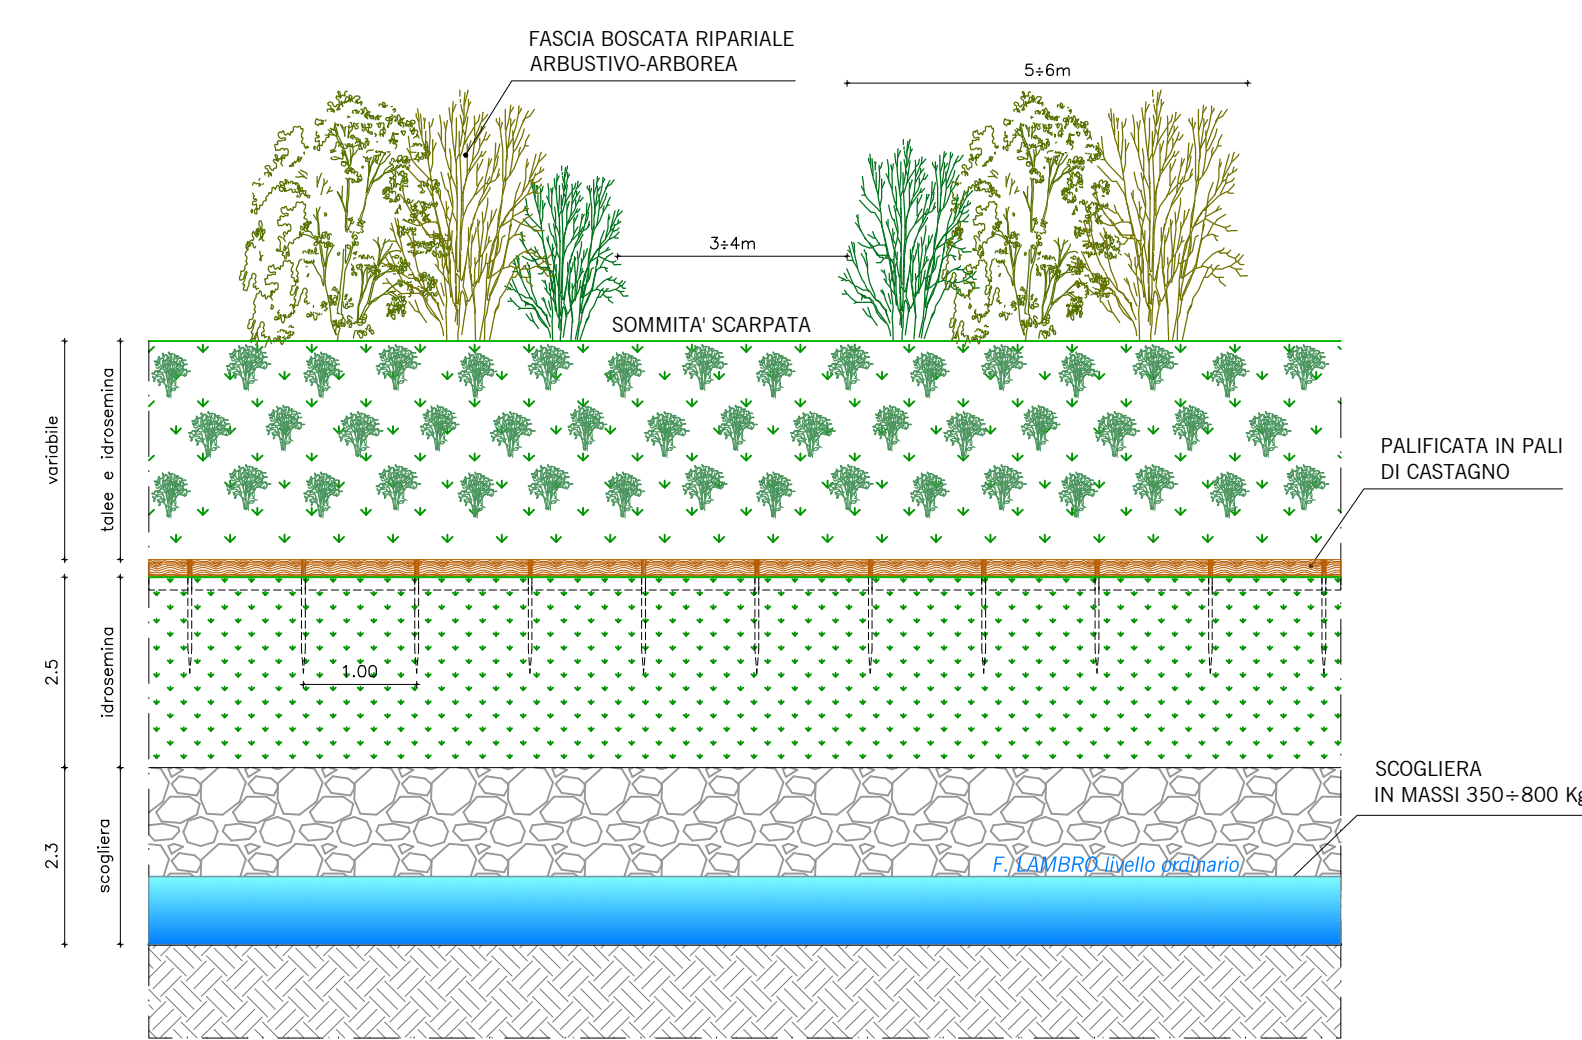 FASCIA BOSCATA RIPARIALE
ARBUSTIVO-ARBOREA
5÷6m
3÷4m
SOMMITA' SCARPATA
variabile
talee e idrosemina
PALIFICATA IN PALI
DI CASTAGNO
2.5
idrosemina
1.00
SCOGLIERA
IN MASSI 350÷800 Kg
2.3
scogliera
F. LAMBRO livello ordinario